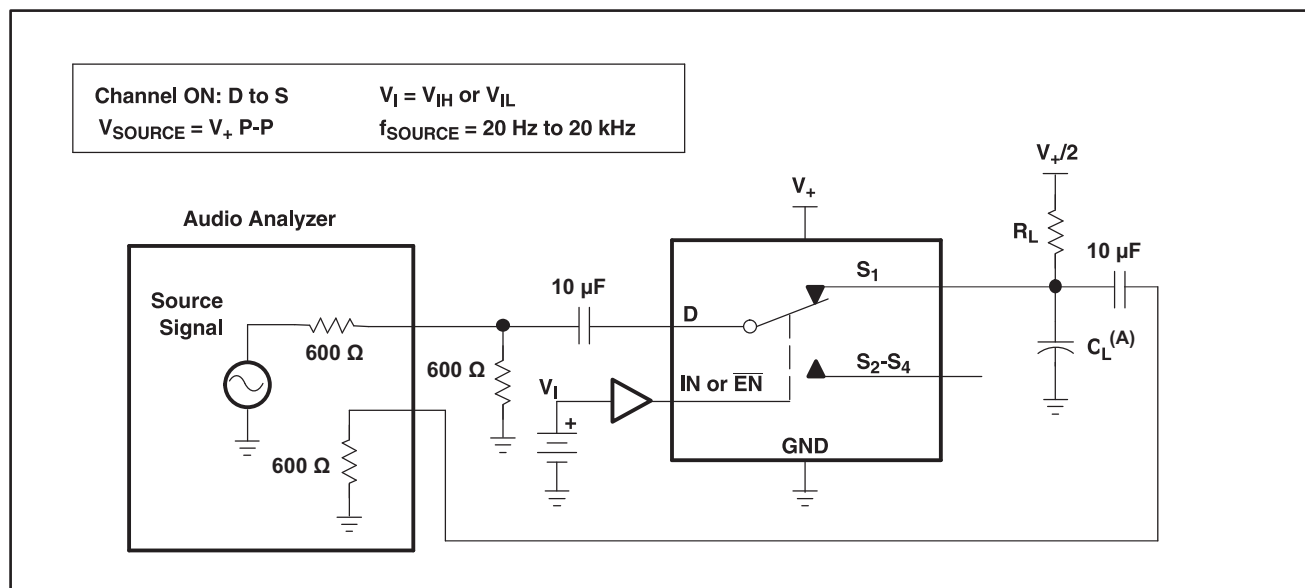 Channel ON: D to S
V_I = V_IH or V_IL
V_SOURCE = V_+ P-P
f_SOURCE = 20 Hz to 20 kHz
Audio Analyzer
Source
Signal
600 Ω
600 Ω
600 Ω
10 µF
V_I
+
V_+
D
IN or E̅N̅
S_1
S_2-S_4
GND
V_+/2
R_L
10 µF
C_L^(A)